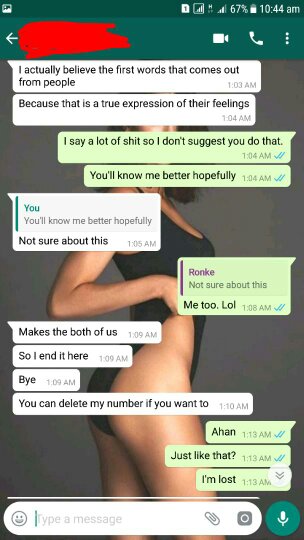 67% 10:44 am
I actually believe the first words that comes out
from people
1:03 AM
Because that is a true expression of their feelings
1:04 AM
I say a lot of shit so I don't suggest you do that.
1:04 AM
You'll know me better hopefully 1:04 AM
You
You'll know me better hopefully
Not sure about this 1:05 AM
Ronke
Not sure about this
Me too. Lol 1:08 AM
Makes the both of us 1:09 AM
So I end it here 1:09 AM
Bye 1:09 AM
You can delete my number if you want to 1:10 AM
Ahan 1:13 AM
Just like that? 1:13 AM
I'm lost 1:13 AM
Type a message